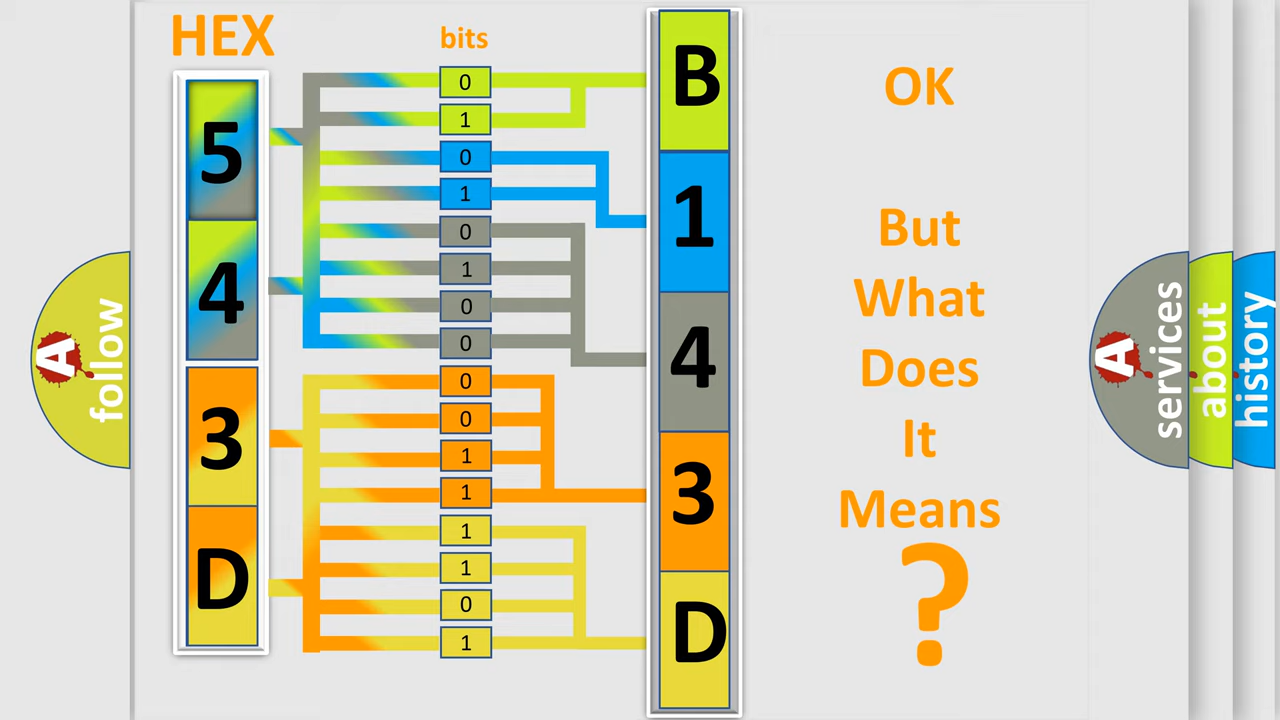 HEX
bits
5
4
3
D
0
1
0
1
0
1
0
0
0
0
1
1
1
1
0
1
B
1
4
3
D
OK
But
What
Does
It
Means
?
A
follow
A
services
about
history